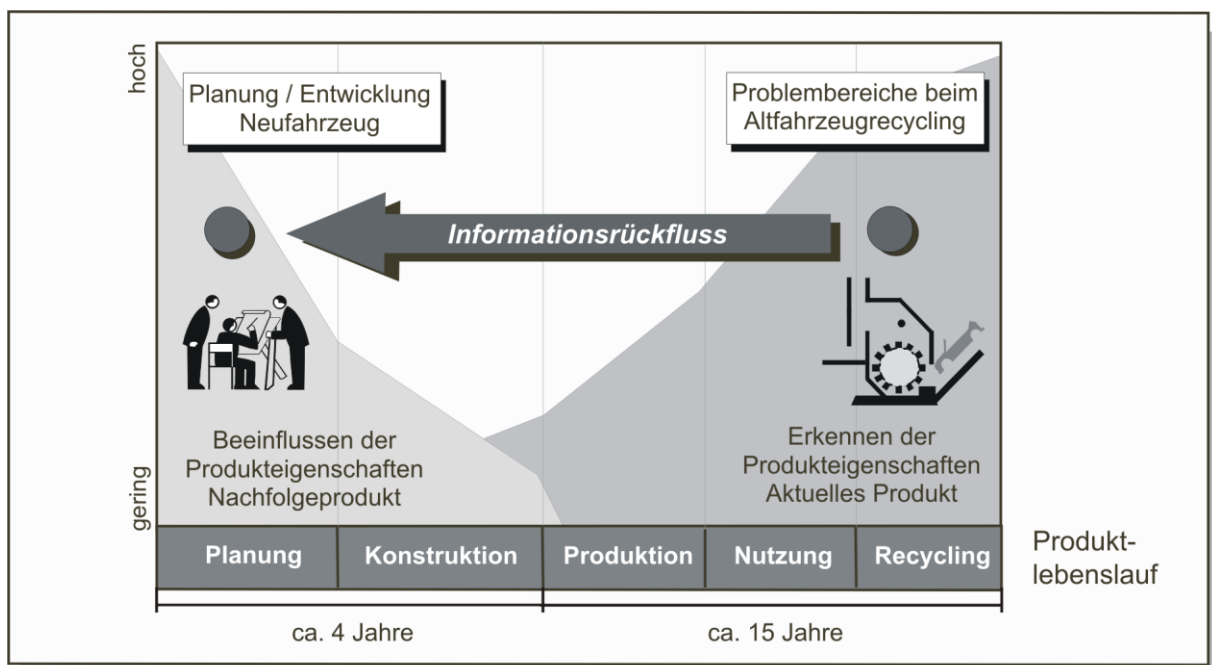 hoch
Planung / Entwicklung
Neufahrzeug
Problembereiche beim
Altfahrzeugrecycling
Informationsrückfluss
Beeinflussen der
Produkteigenschaften
Nachfolgeprodukt
Erkennen der
Produkteigenschaften
Aktuelles Produkt
gering
Planung
Konstruktion
Produktion
Nutzung
Recycling
Produkt-
lebenslauf
ca. 4 Jahre
ca. 15 Jahre